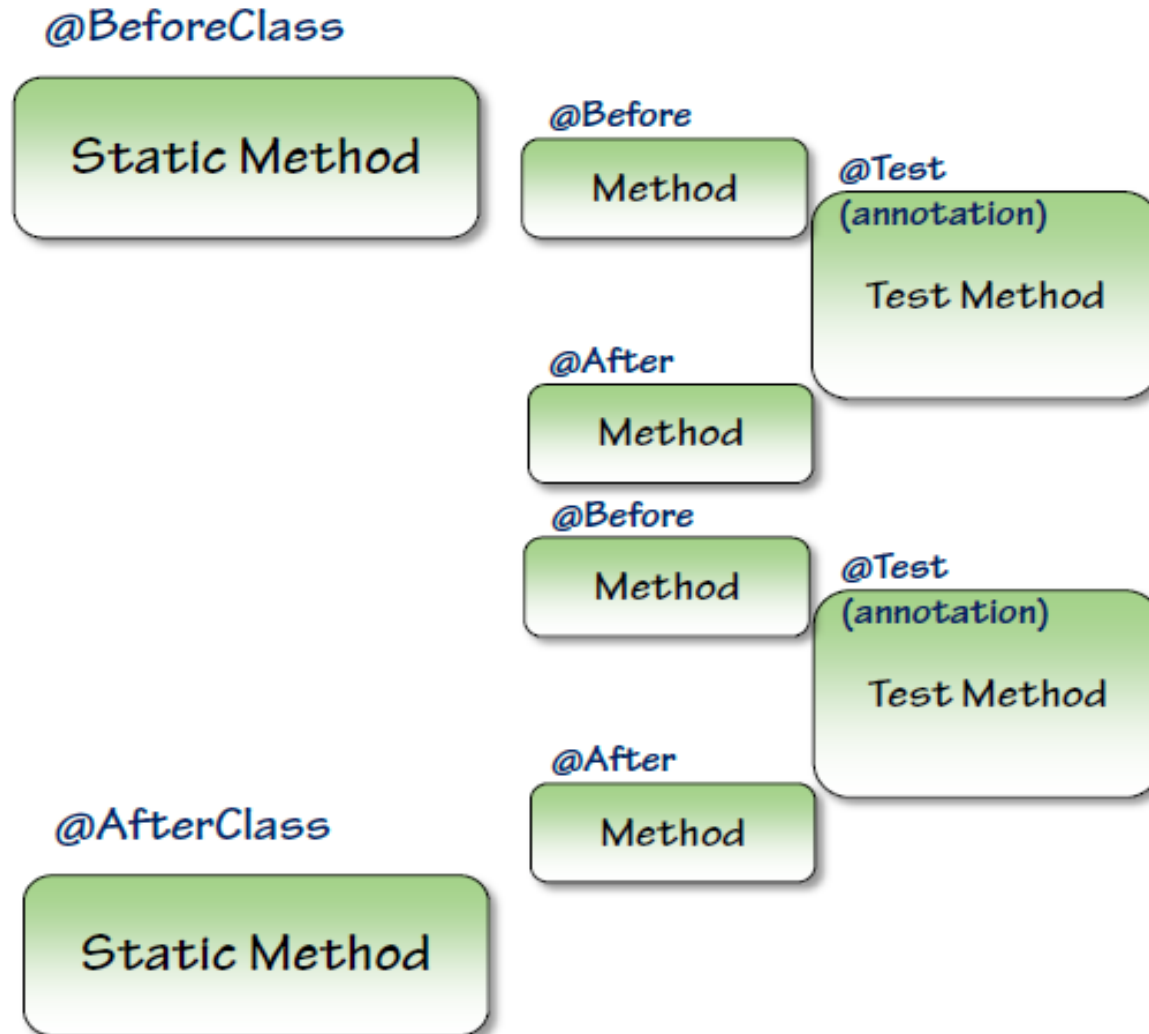 @BeforeClass
Static Method
@Before
Method
@Test
(annotation)
Test Method
@After
Method
@Before
Method
@Test
(annotation)
Test Method
@After
Method
@AfterClass
Static Method